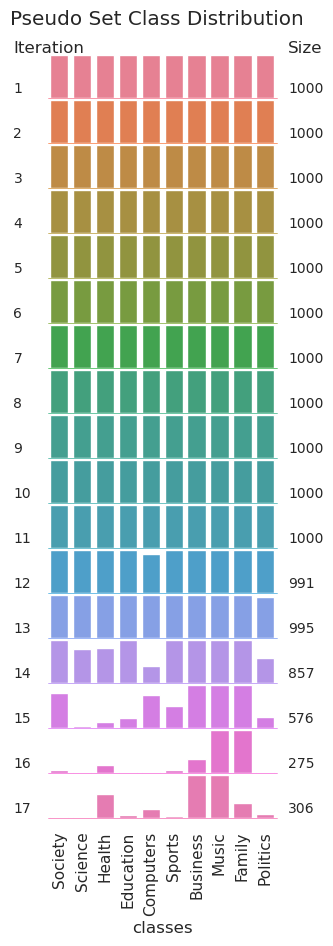 Pseudo Set Class Distribution
Iteration Size
1 1000
2 1000
3 1000
4 1000
5 1000
6 1000
7 1000
8 1000
9 1000
10 1000
11 1000
12 991
13 995
14 857
15 576
16 275
17 306
Society
Science
Health
Education
Computers
Sports
Business
Music
Family
Politics
classes